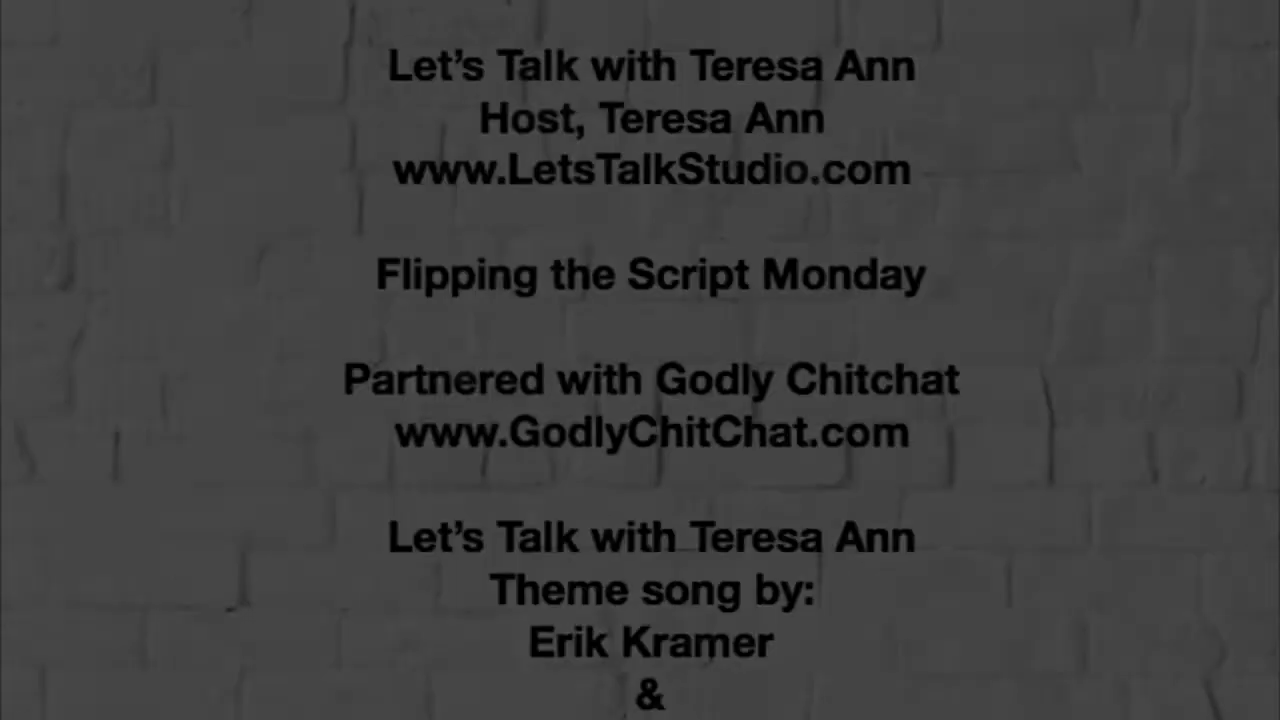 Let’s Talk with Teresa Ann
Host, Teresa Ann
www.LetsTalkStudio.com
Flipping the Script Monday
Partnered with Godly Chitchat
www.GodlyChitChat.com
Let’s Talk with Teresa Ann
Theme song by:
Erik Kramer
&